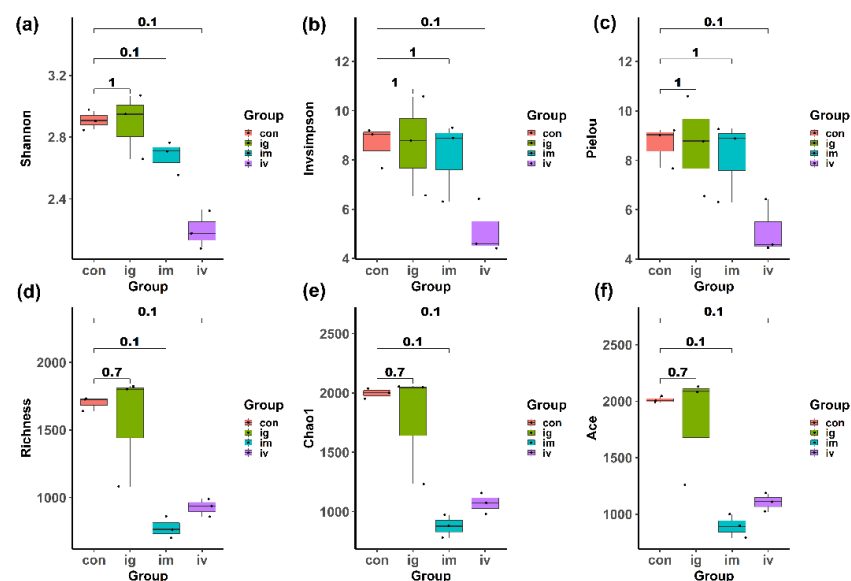 (a)
0.1
0.1
1
3.2
2.8
2.4
Shannon
con
ig
im
iv
Group
Group
con
ig
im
iv
(b)
0.1
1
1
12
10
8
6
4
Invsimpson
con
ig
im
iv
Group
Group
con
ig
im
iv
(c)
0.1
1
1
12
10
8
6
4
Pielou
con
ig
im
iv
Group
Group
con
ig
im
iv
(d)
0.1
0.1
0.7
2000
1500
1000
Richness
con
ig
im
iv
Group
Group
con
ig
im
iv
(e)
0.1
0.1
0.7
2500
2000
1500
1000
Chao1
con
ig
im
iv
Group
Group
con
ig
im
iv
(f)
0.1
0.1
0.7
2500
2000
1500
1000
Ace
con
ig
im
iv
Group
Group
con
ig
im
iv